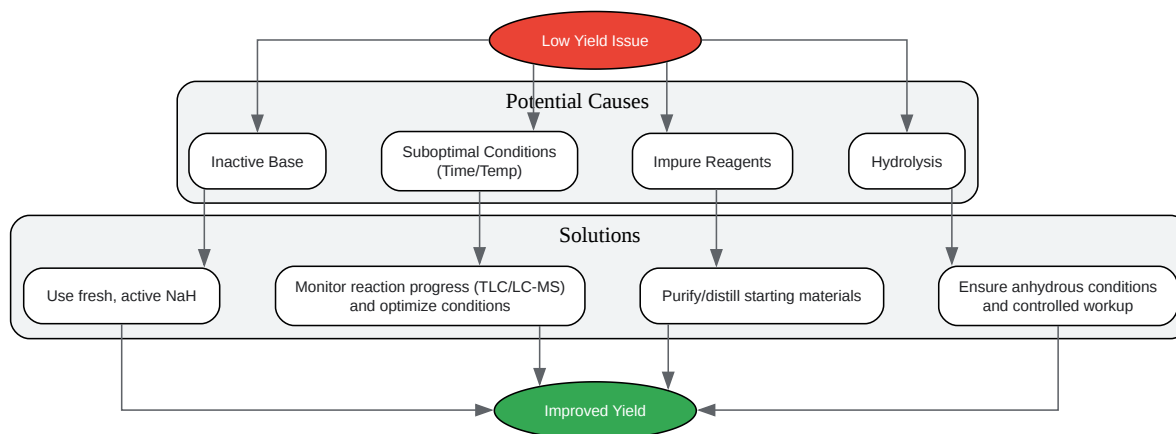 Low Yield Issue
Potential Causes
Inactive Base
Suboptimal Conditions
(Time/Temp)
Impure Reagents
Hydrolysis
Solutions
Use fresh, active NaH
Monitor reaction progress (TLC/LC-MS)
and optimize conditions
Purify/distill starting materials
Ensure anhydrous conditions
and controlled workup
Improved Yield